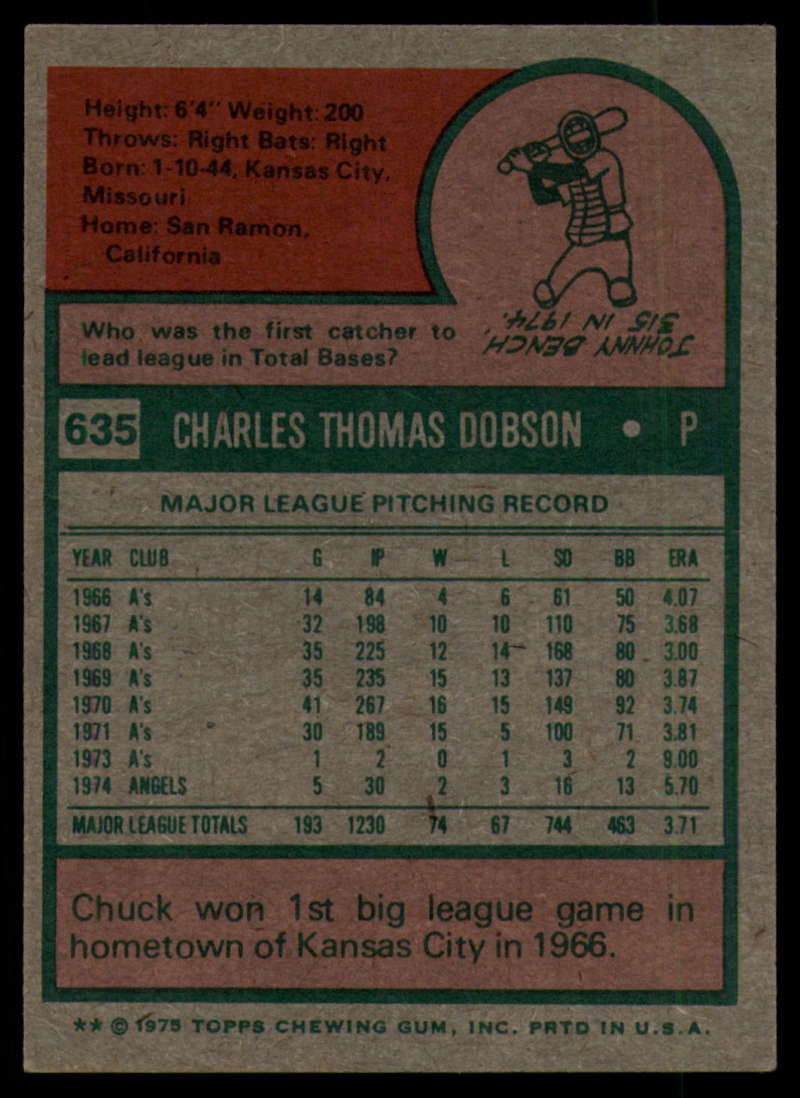 Height: 6'4" Weight: 200
Throws: Right Bats: Right
Born: 1-10-44, Kansas City,
Missouri
Home: San Ramon,
California
Who was the first catcher to
lead league in Total Bases?
JOHNNY BENCH,
315 IN 1974.
635 CHARLES THOMAS DOBSON • P
MAJOR LEAGUE PITCHING RECORD
YEAR CLUB G IP W L SO BB ERA
1966 A's 14 84 4 6 61 50 4.07
1967 A's 32 198 10 10 110 75 3.68
1968 A's 35 225 12 14 168 80 3.00
1969 A's 35 235 15 13 137 80 3.87
1970 A's 41 267 16 15 149 92 3.74
1971 A's 30 189 15 5 100 71 3.81
1973 A's 1 2 0 1 3 2 9.00
1974 ANGELS 5 30 2 3 16 13 5.70
MAJOR LEAGUE TOTALS 193 1230 74 67 744 463 3.71
Chuck won 1st big league game in
hometown of Kansas City in 1966.
** © 1975 TOPPS CHEWING GUM, INC. PRTD IN U.S.A.